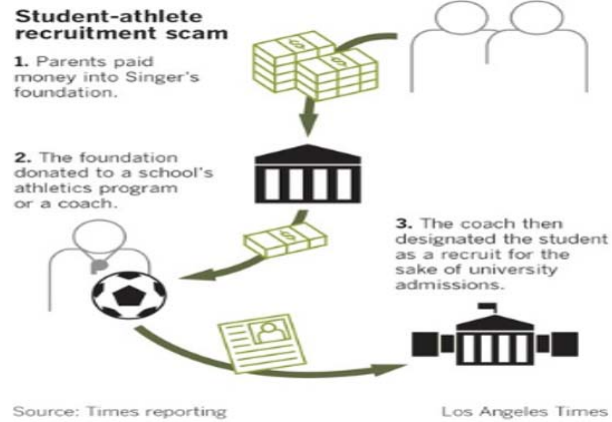 Student-athlete
recruitment scam
1. Parents paid
money into Singer's
foundation.
2. The foundation
donated to a school's
athletics program
or a coach.
3. The coach then
designated the student
as a recruit for the
sake of university
admissions.
Source: Times reporting
Los Angeles Times